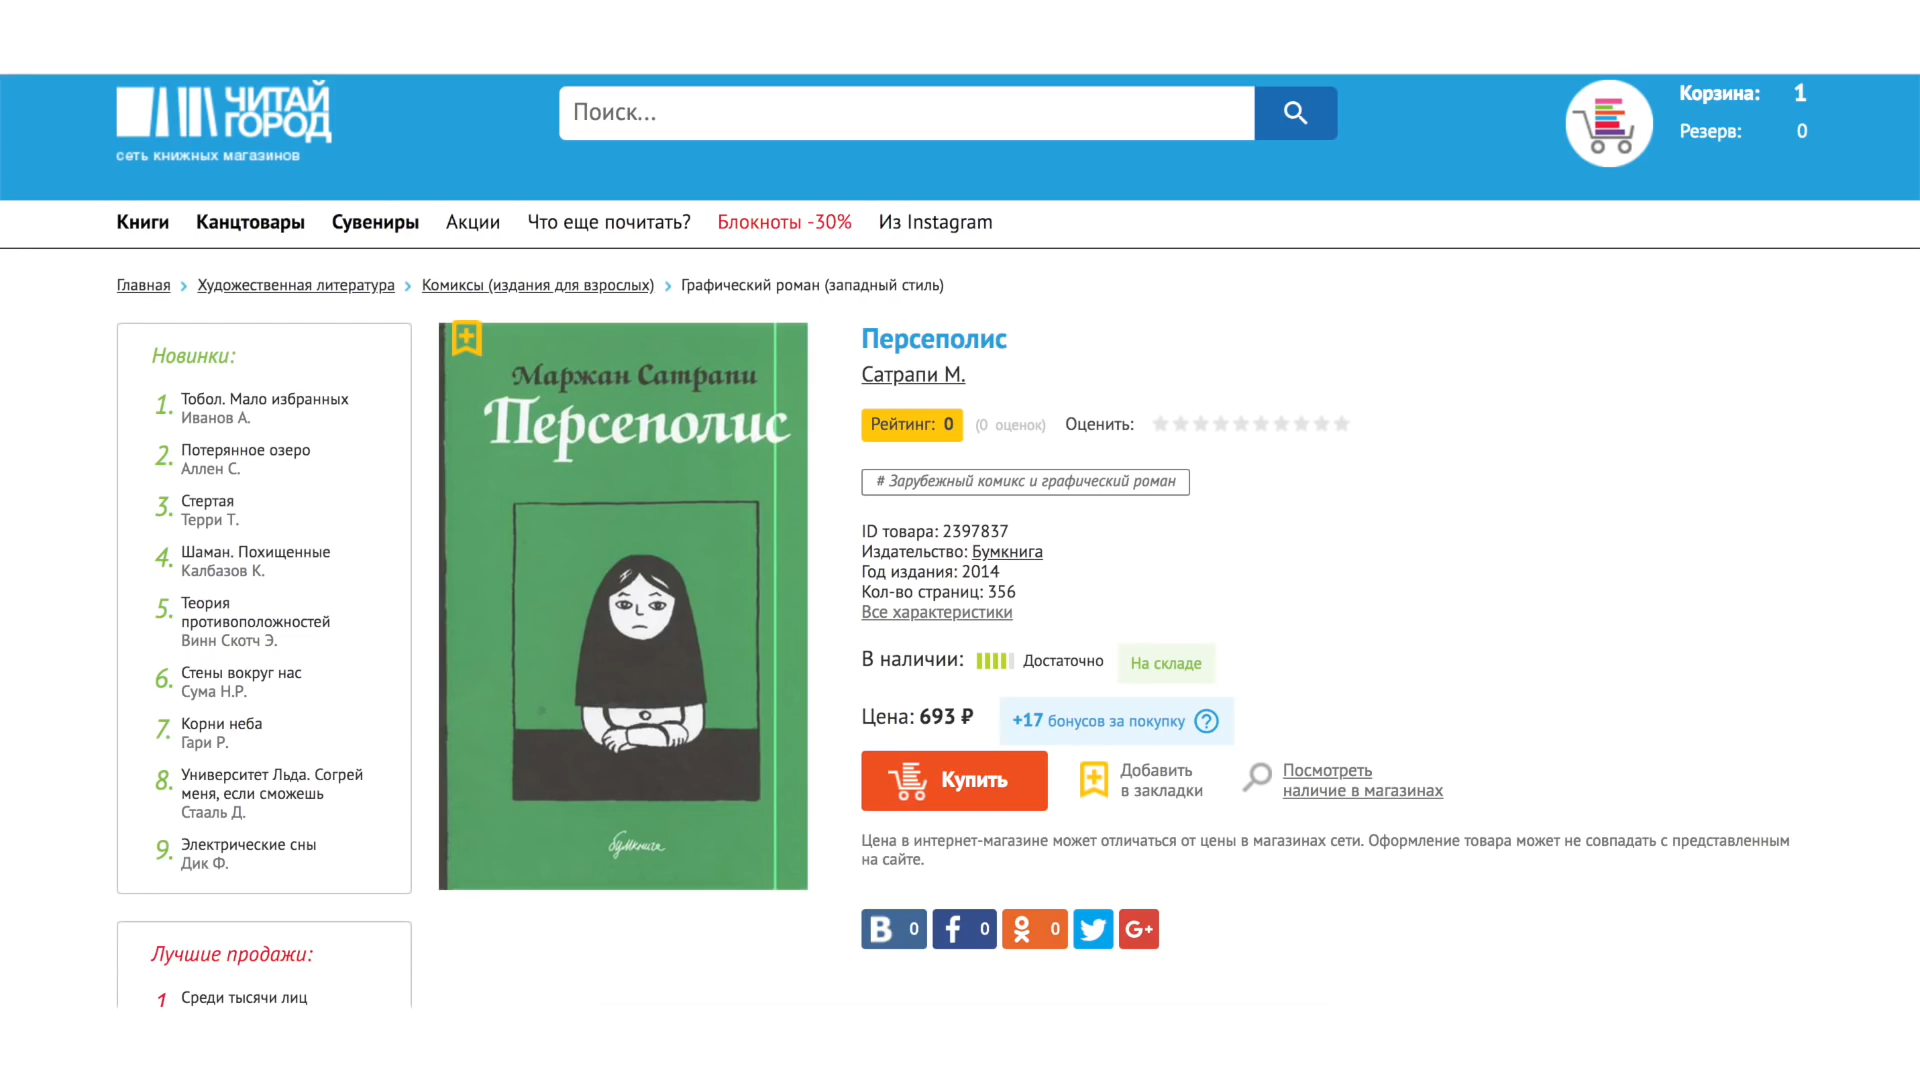 ЧИТАЙ
ГОРОД
сеть книжных магазинов
Поиск...
Корзина: 1
Резерв: 0
Книги Канцтовары Сувениры Акции Что еще почитать? Блокноты -30% Из Instagram
Главная › Художественная литература › Комиксы (издания для взрослых) › Графический роман (западный стиль)
Новинки:
1. Тобол. Мало избранных
Иванов А.
2. Потерянное озеро
Аллен С.
3. Стертая
Терри Т.
4. Шаман. Похищенные
Калбазов К.
5. Теория
противоположностей
Винн Скотч Э.
6. Стены вокруг нас
Сума Н.Р.
7. Корни неба
Гари Р.
8. Университет Льда. Согрей
меня, если сможешь
Стааль Д.
9. Электрические сны
Дик Ф.
Лучшие продажи:
1 Среди тысячи лиц
Маржан Сатрапи
Персеполис
бумкнига
Персеполис
Сатрапи М.
Рейтинг: 0 (0 оценок) Оценить:
# Зарубежный комикс и графический роман
ID товара: 2397837
Издательство: Бумкнига
Год издания: 2014
Кол-во страниц: 356
Все характеристики
В наличии: Достаточно На складе
Цена: 693 ₽ +17 бонусов за покупку ?
Купить
Добавить
в закладки
Посмотреть
наличие в магазинах
Цена в интернет-магазине может отличаться от цены в магазинах сети. Оформление товара может не совпадать с представленным
на сайте.
B 0 f 0 0 G+